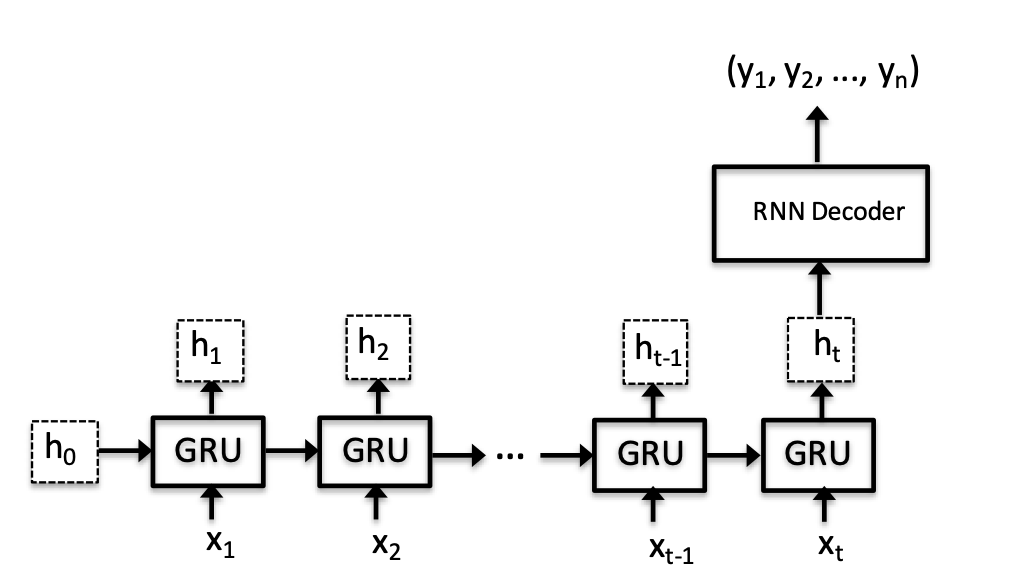 (y₁, y₂, ..., yₙ)
RNN Decoder
h₁ h₂ hₜ₋₁ hₜ
h₀ GRU GRU ... GRU GRU
x₁ x₂ xₜ₋₁ xₜ